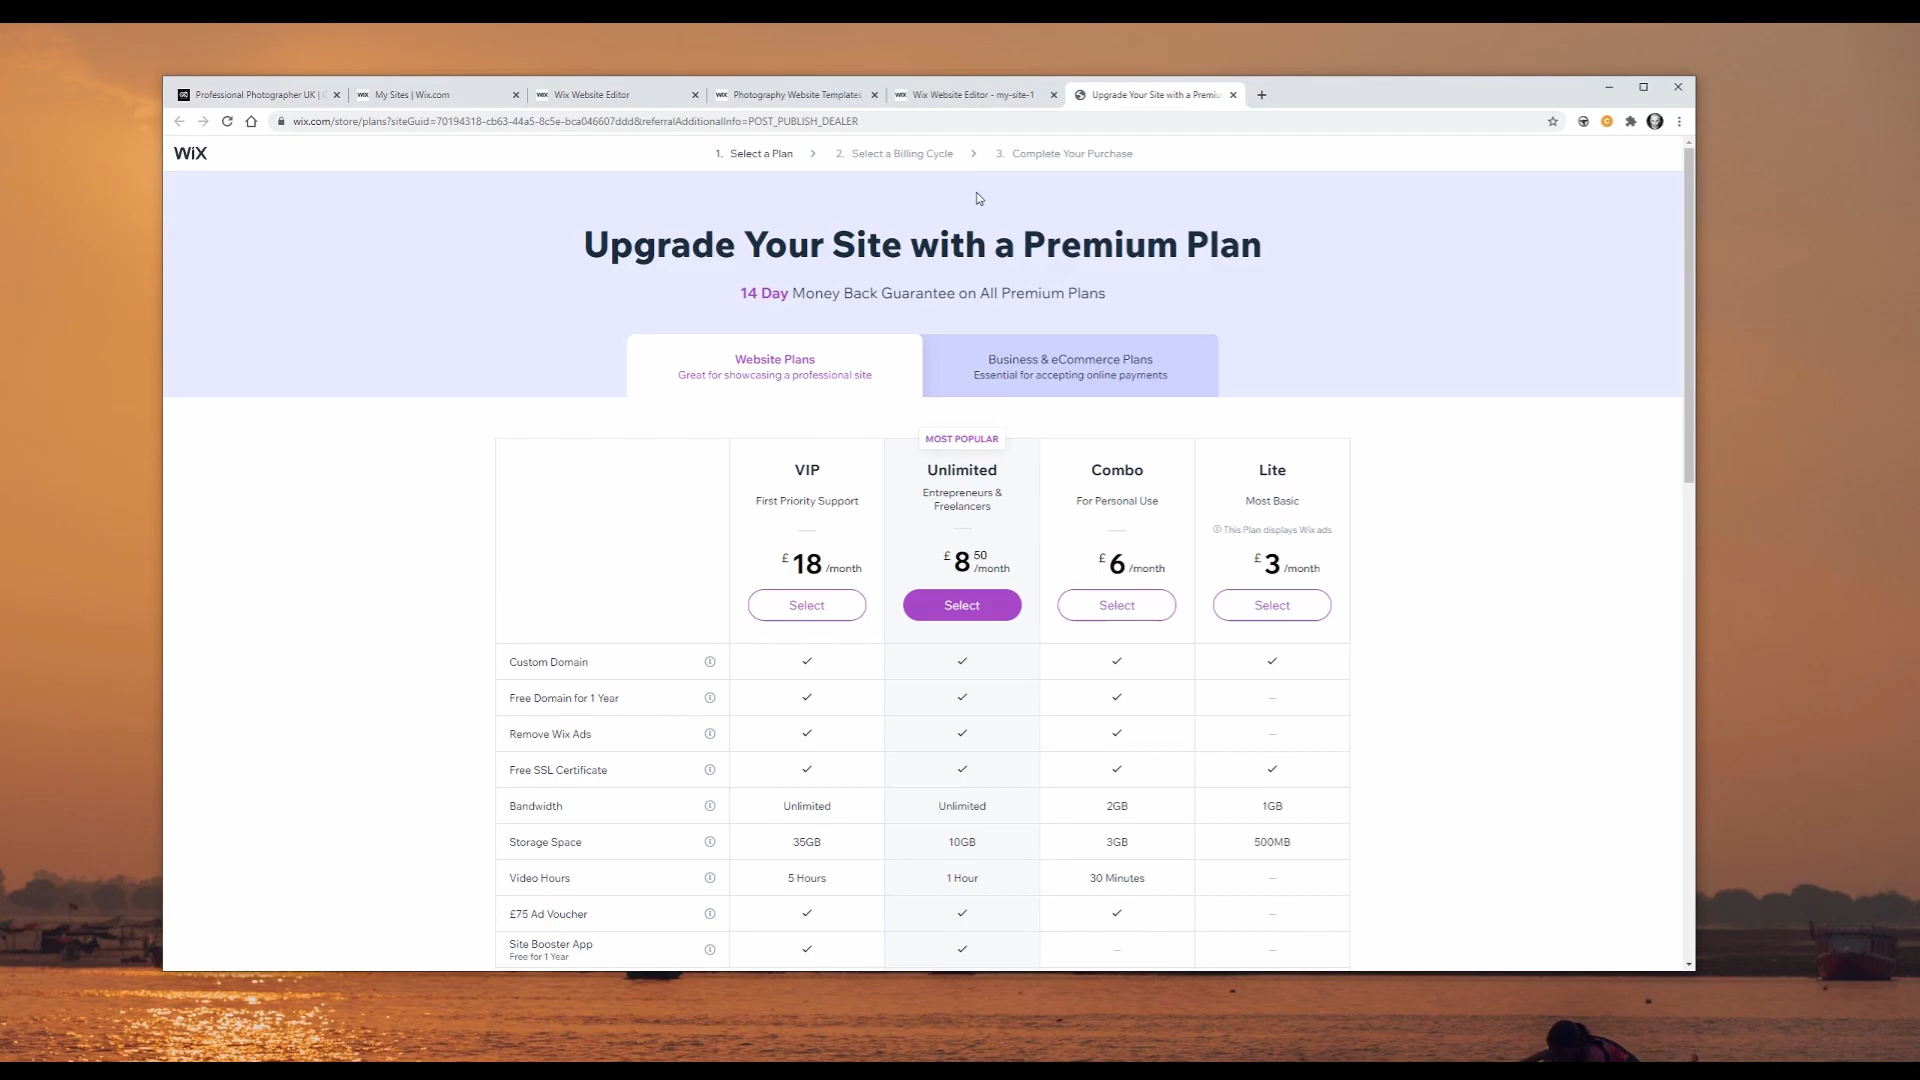 Professional Photographer UK |
My Sites | Wix.com
Wix Website Editor
Photography Website Templates
Wix Website Editor - my-site-1
Upgrade Your Site with a Premiu
wix.com/store/plans?siteGuid=70194318-cb63-44a5-8c5e-bca046607ddd&referralAdditionalInfo=POST_PUBLISH_DEALER
WiX
1. Select a Plan > 2. Select a Billing Cycle > 3. Complete Your Purchase
Upgrade Your Site with a Premium Plan
14 Day Money Back Guarantee on All Premium Plans
Website Plans
Great for showcasing a professional site
Business & eCommerce Plans
Essential for accepting online payments
MOST POPULAR
VIP
First Priority Support
£ 18 /month
Select
Unlimited
Entrepreneurs &
Freelancers
£ 8 50 /month
Select
Combo
For Personal Use
£ 6 /month
Select
Lite
Most Basic
This Plan displays Wix ads
£ 3 /month
Select
Custom Domain ✓ ✓ ✓ ✓
Free Domain for 1 Year ✓ ✓ ✓ –
Remove Wix Ads ✓ ✓ ✓ –
Free SSL Certificate ✓ ✓ ✓ ✓
Bandwidth Unlimited Unlimited 2GB 1GB
Storage Space 35GB 10GB 3GB 500MB
Video Hours 5 Hours 1 Hour 30 Minutes –
£75 Ad Voucher ✓ ✓ ✓ –
Site Booster App ✓ ✓ – –
Free for 1 Year